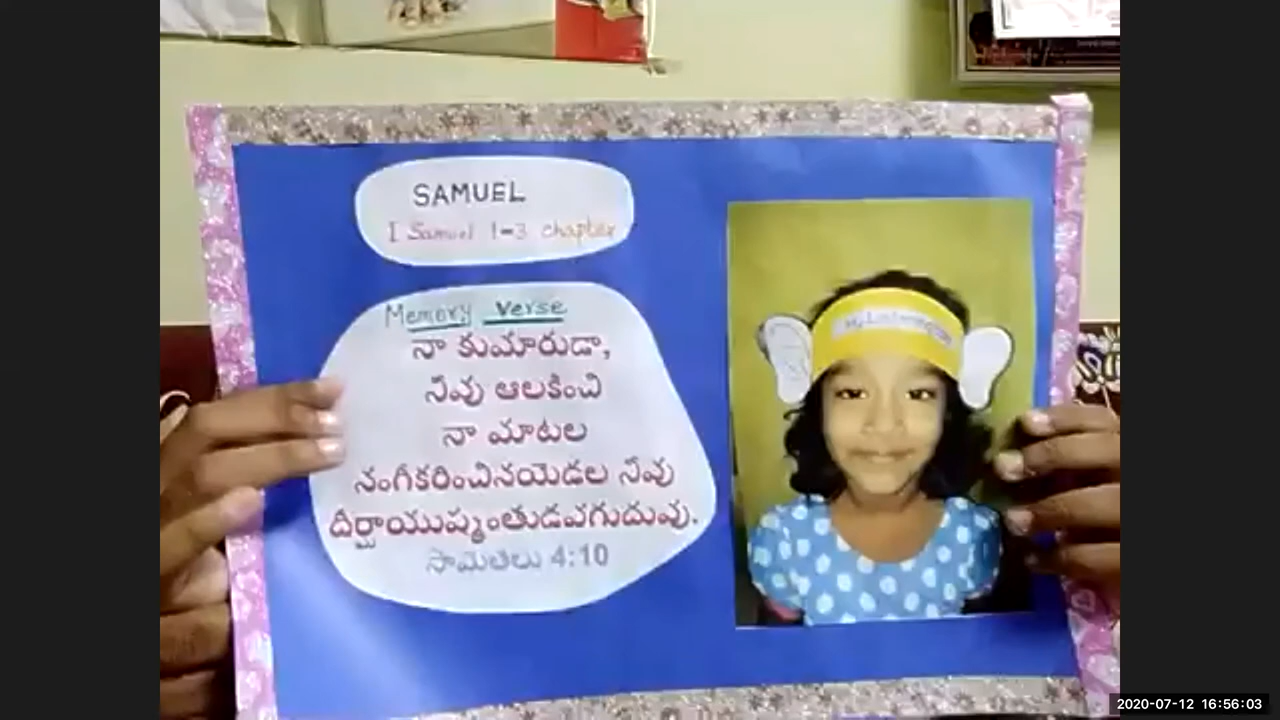 SAMUEL
I Samuel 1-3 chapter
Memory verse
నా కుమారుడా,
నీవు ఆలకించి
నా మాటల
నంగీకరించినయెడల నీవు
దీర్ఘాయుష్మంతుడవగుదువు.
సామెతలు 4:10
2020-07-12 16:56:03